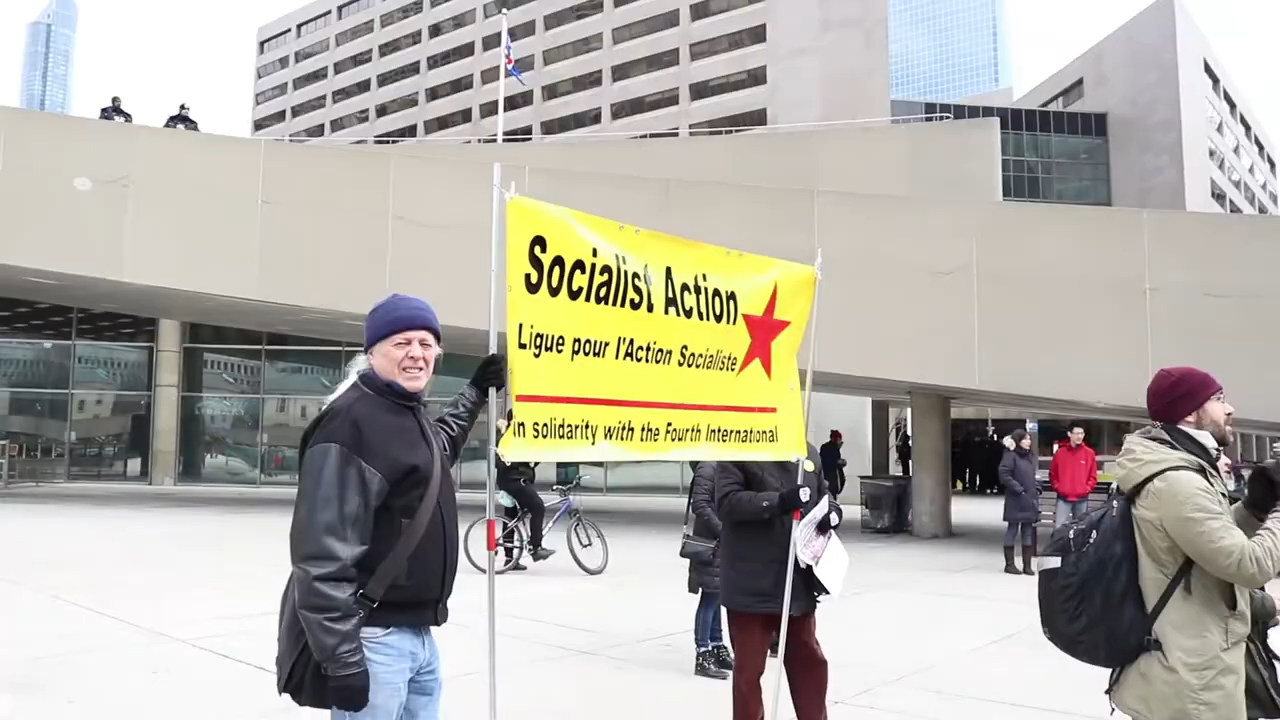 Socialist Action
Ligue pour l'Action Socialiste
in solidarity with the Fourth International